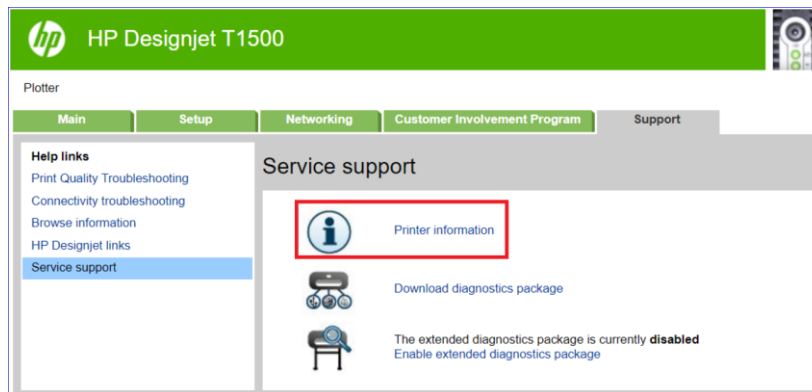 hp HP Designjet T1500
Plotter
Main Setup Networking Customer Involvement Program Support
Help links
Print Quality Troubleshooting
Connectivity troubleshooting
Browse information
HP Designjet links
Service support
Service support
Printer information
Download diagnostics package
The extended diagnostics package is currently disabled
Enable extended diagnostics package